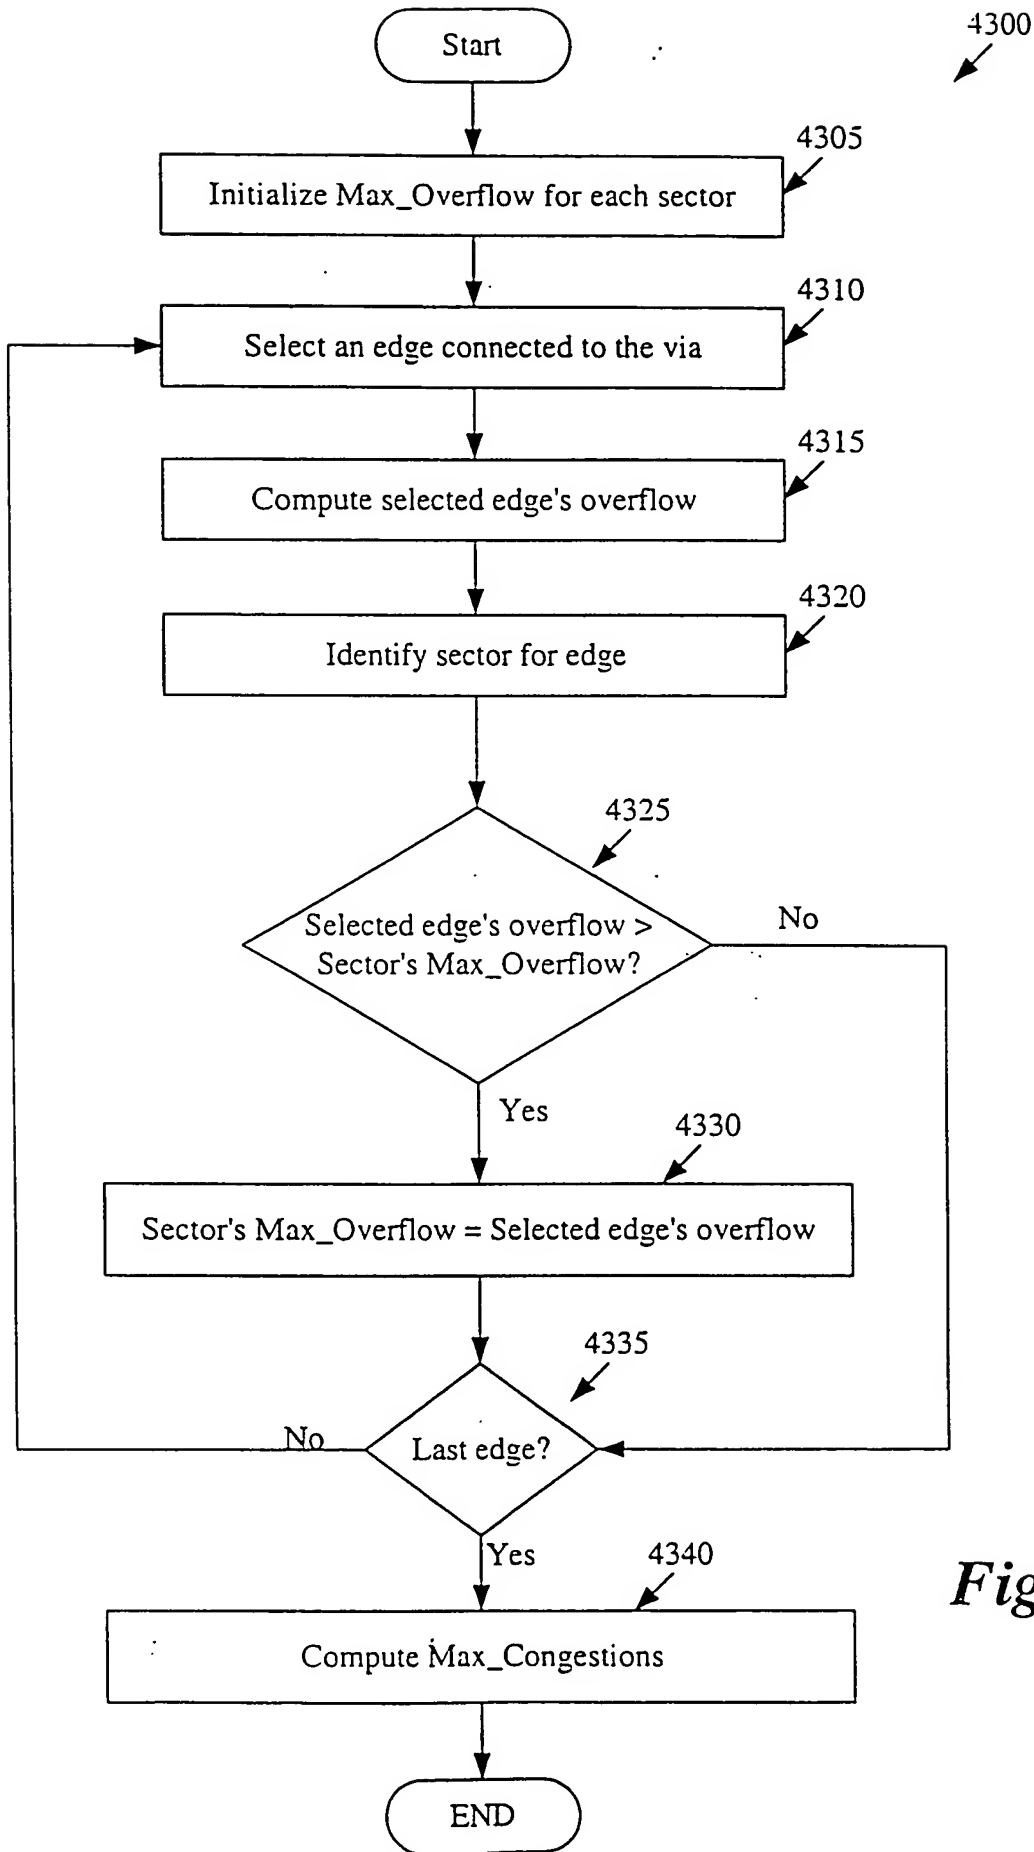 Start
4300
4305
Initialize Max_Overflow for each sector
4310
Select an edge connected to the via
4315
Compute selected edge's overflow
4320
Identify sector for edge
4325
Selected edge's overflow >
Sector's Max_Overflow?
No
Yes
4330
Sector's Max_Overflow = Selected edge's overflow
4335
Last edge?
No
Yes
4340
Fig
Compute Max_Congestions
END